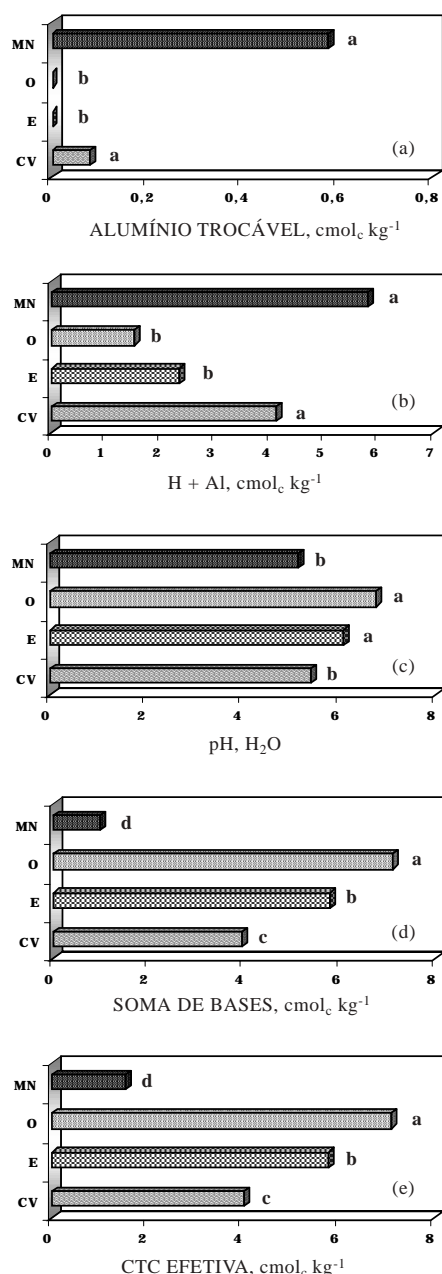 MN
a
O
b
E
b
CV
a
(a)
0 0,2 0,4 0,6 0,8
ALUMÍNIO TROCÁVEL, cmolc kg-1
MN
a
O
b
E
b
CV
a
(b)
0 1 2 3 4 5 6 7
H + Al, cmolc kg-1
MN
b
O
a
E
a
CV
b
(c)
0 2 4 6 8
pH, H2O
MN
d
O
a
E
b
CV
c
(d)
0 2 4 6 8
SOMA DE BASES, cmolc kg-1
MN
d
O
a
E
b
CV
c
(e)
0 2 4 6 8
CTC EFETIVA, cmolc kg-1